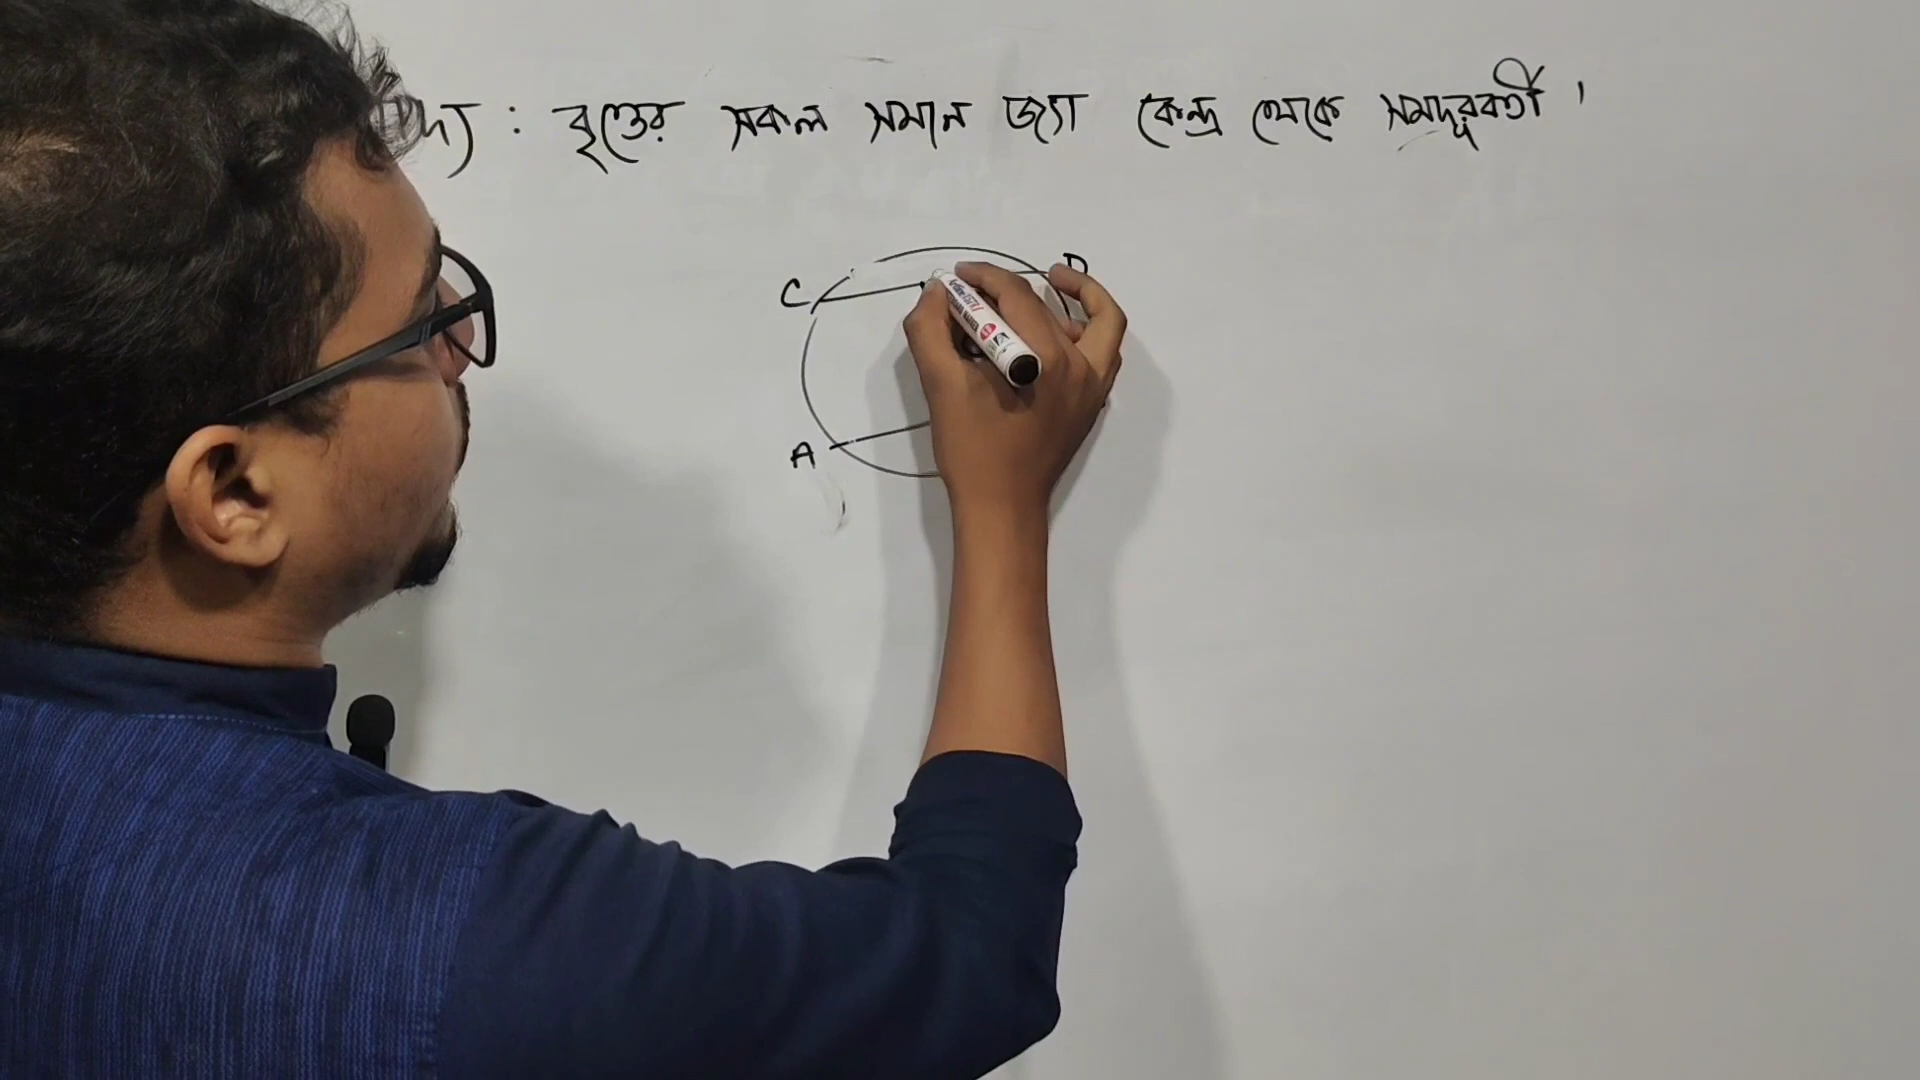 : বৃত্তের সকল সমান জ্যা কেন্দ্র থেকে সমদূরবর্তী।
C D
A